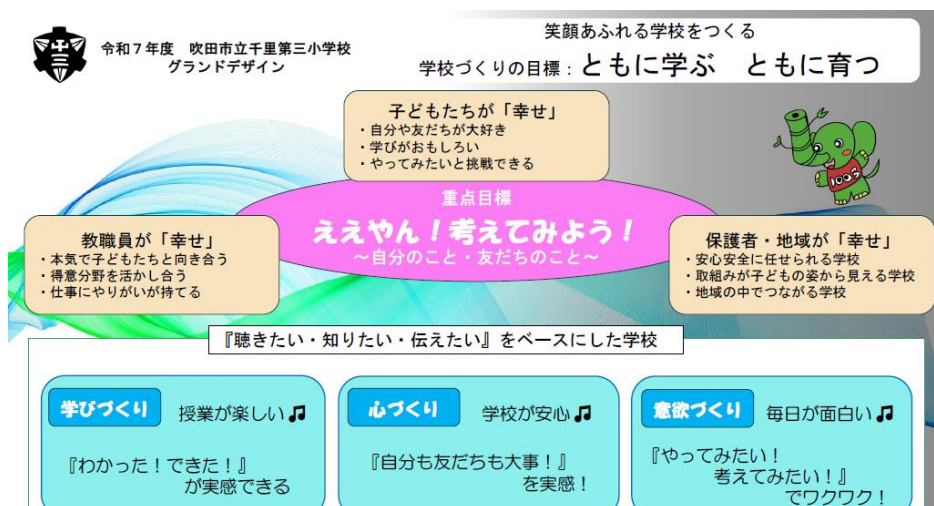 令和７年度　吹田市立千里第三小学校
グランドデザイン
笑顔あふれる学校をつくる
学校づくりの目標：ともに学ぶ　ともに育つ
子どもたちが「幸せ」
・自分や友だちが大好き
・学びがおもしろい
・やってみたいと挑戦できる
重点目標
ええやん！考えてみよう！
～自分のこと・友だちのこと～
教職員が「幸せ」
・本気で子どもたちと向き合う
・得意分野を活かし合う
・仕事にやりがいが持てる
保護者・地域が「幸せ」
・安心安全に任せられる学校
・取組みが子どもの姿から見える学校
・地域の中でつながる学校
『聴きたい・知りたい・伝えたい』をベースにした学校
学びづくり　授業が楽しい♫
『わかった！できた！』
が実感できる
心づくり　学校が安心♫
『自分も友だちも大事！』
を実感！
意欲づくり　毎日が面白い♫
『やってみたい！
考えてみたい！』
でワクワク！